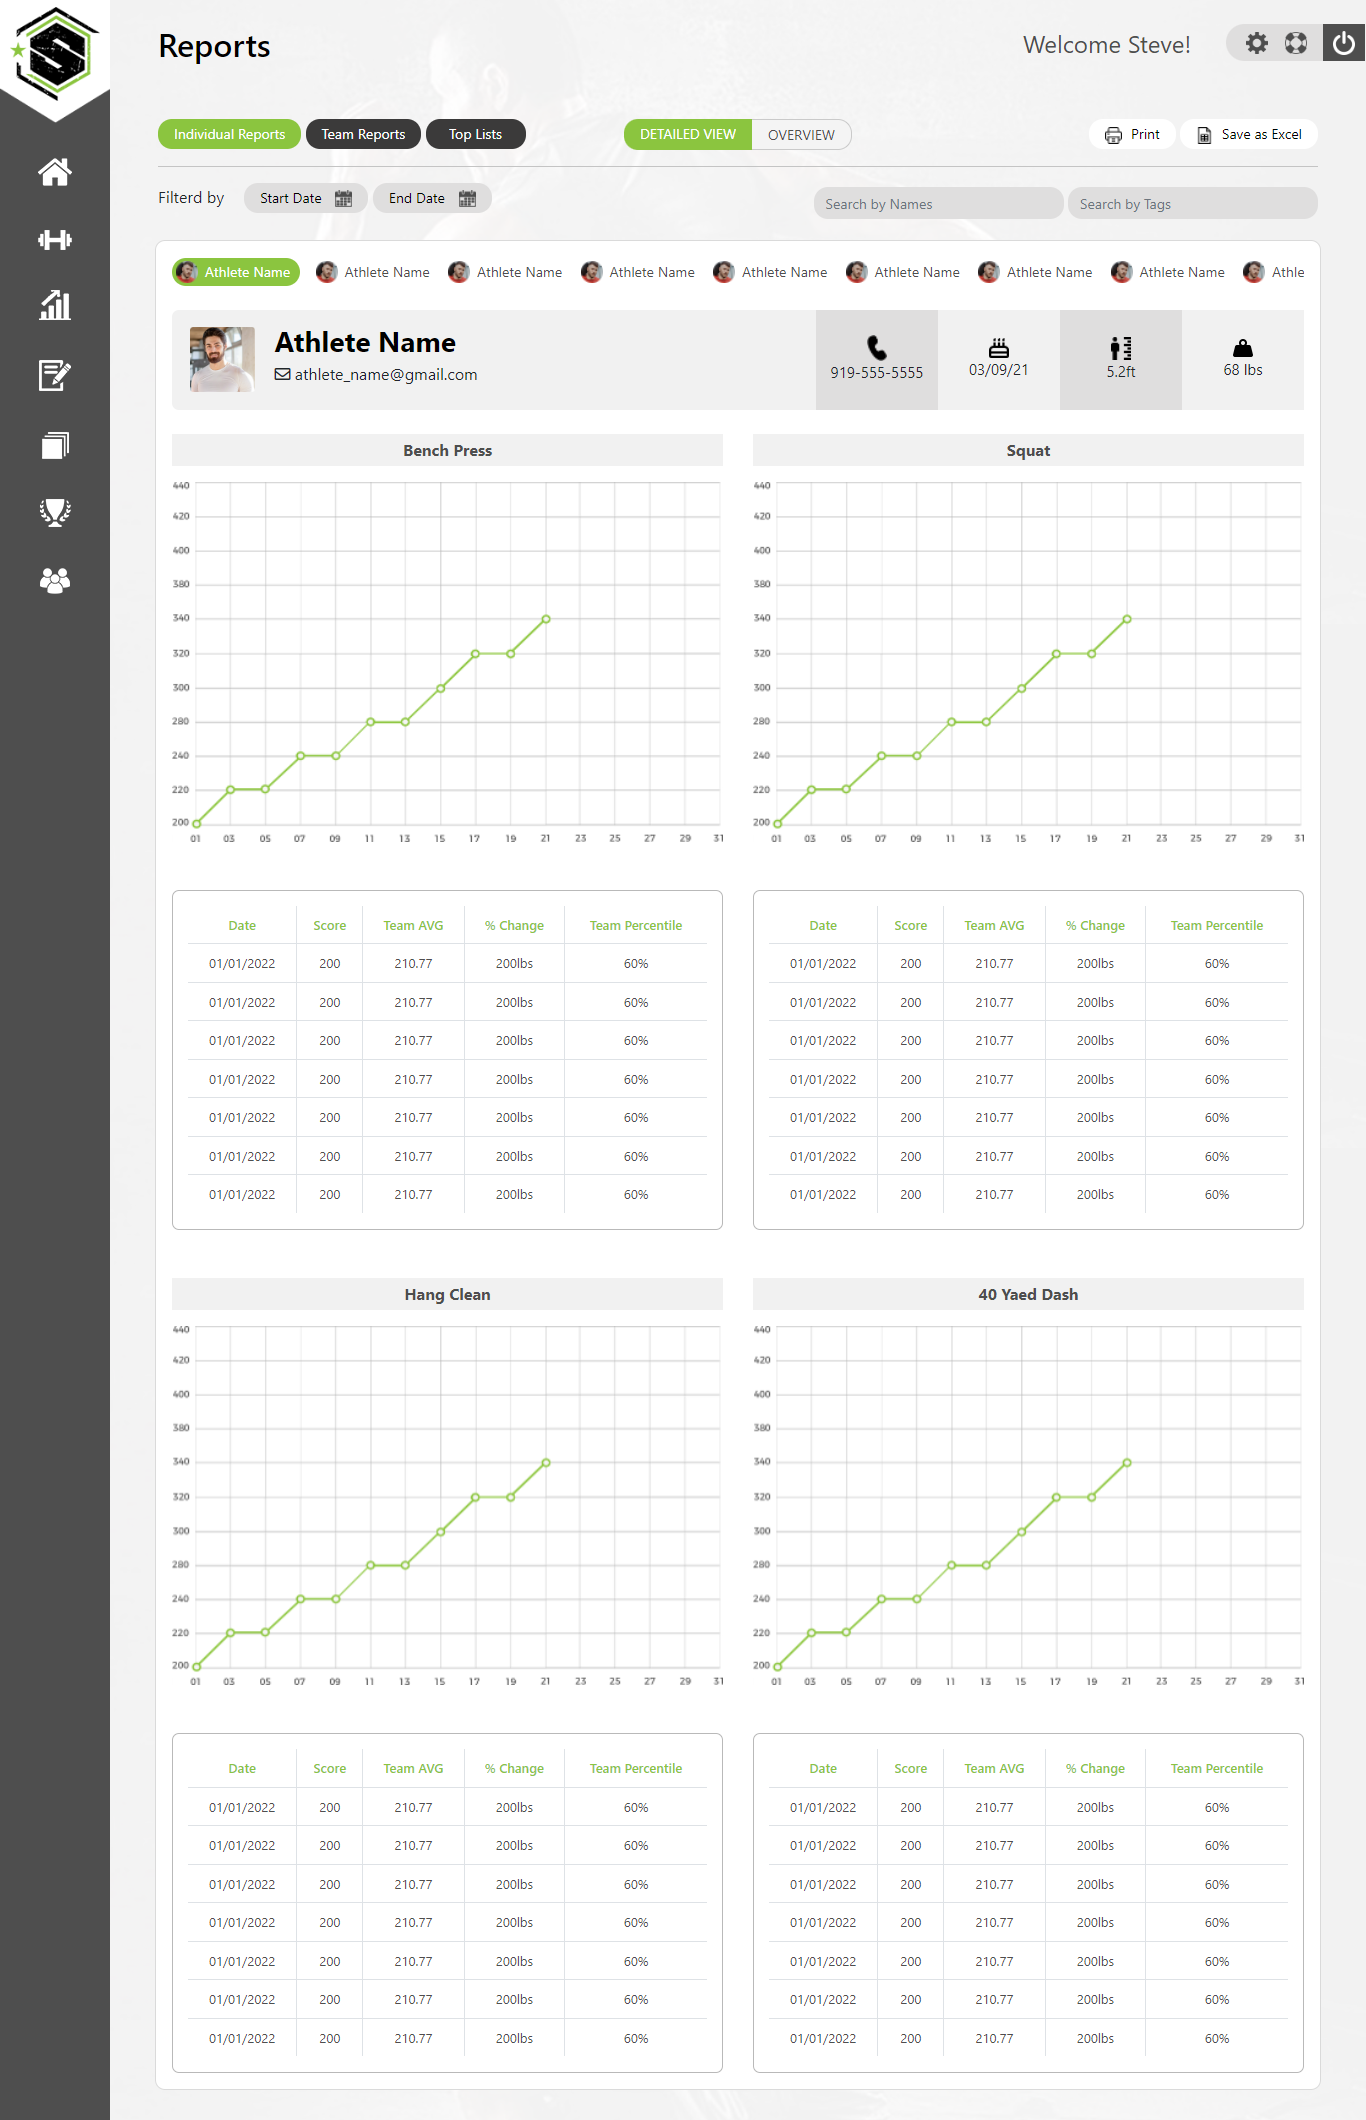 Reports
Welcome Steve!
Individual Reports Team Reports Top Lists DETAILED VIEW OVERVIEW Print Save as Excel
Filterd by Start Date End Date Search by Names Search by Tags
Athlete Name Athlete Name Athlete Name Athlete Name Athlete Name Athlete Name Athlete Name Athlete Name Athle
Athlete Name
athlete_name@gmail.com
919-555-5555 03/09/21 5.2ft 68 lbs
Bench Press
440
420
400
380
340
320
300
280
240
220
200
01 03 05 07 09 11 13 15 17 19 21 23 25 27 29 31
Squat
440
420
400
380
340
320
300
280
240
220
200
01 03 05 07 09 11 13 15 17 19 21 23 25 27 29 31
Date Score Team AVG % Change Team Percentile
01/01/2022 200 210.77 200lbs 60%
01/01/2022 200 210.77 200lbs 60%
01/01/2022 200 210.77 200lbs 60%
01/01/2022 200 210.77 200lbs 60%
01/01/2022 200 210.77 200lbs 60%
01/01/2022 200 210.77 200lbs 60%
01/01/2022 200 210.77 200lbs 60%
Date Score Team AVG % Change Team Percentile
01/01/2022 200 210.77 200lbs 60%
01/01/2022 200 210.77 200lbs 60%
01/01/2022 200 210.77 200lbs 60%
01/01/2022 200 210.77 200lbs 60%
01/01/2022 200 210.77 200lbs 60%
01/01/2022 200 210.77 200lbs 60%
01/01/2022 200 210.77 200lbs 60%
Hang Clean
440
420
400
380
340
320
300
280
240
220
200
01 03 05 07 09 11 13 15 17 19 21 23 25 27 29 31
40 Yaed Dash
440
420
400
380
340
320
300
280
240
220
200
01 03 05 07 09 11 13 15 17 19 21 23 25 27 29 31
Date Score Team AVG % Change Team Percentile
01/01/2022 200 210.77 200lbs 60%
01/01/2022 200 210.77 200lbs 60%
01/01/2022 200 210.77 200lbs 60%
01/01/2022 200 210.77 200lbs 60%
01/01/2022 200 210.77 200lbs 60%
01/01/2022 200 210.77 200lbs 60%
01/01/2022 200 210.77 200lbs 60%
Date Score Team AVG % Change Team Percentile
01/01/2022 200 210.77 200lbs 60%
01/01/2022 200 210.77 200lbs 60%
01/01/2022 200 210.77 200lbs 60%
01/01/2022 200 210.77 200lbs 60%
01/01/2022 200 210.77 200lbs 60%
01/01/2022 200 210.77 200lbs 60%
01/01/2022 200 210.77 200lbs 60%